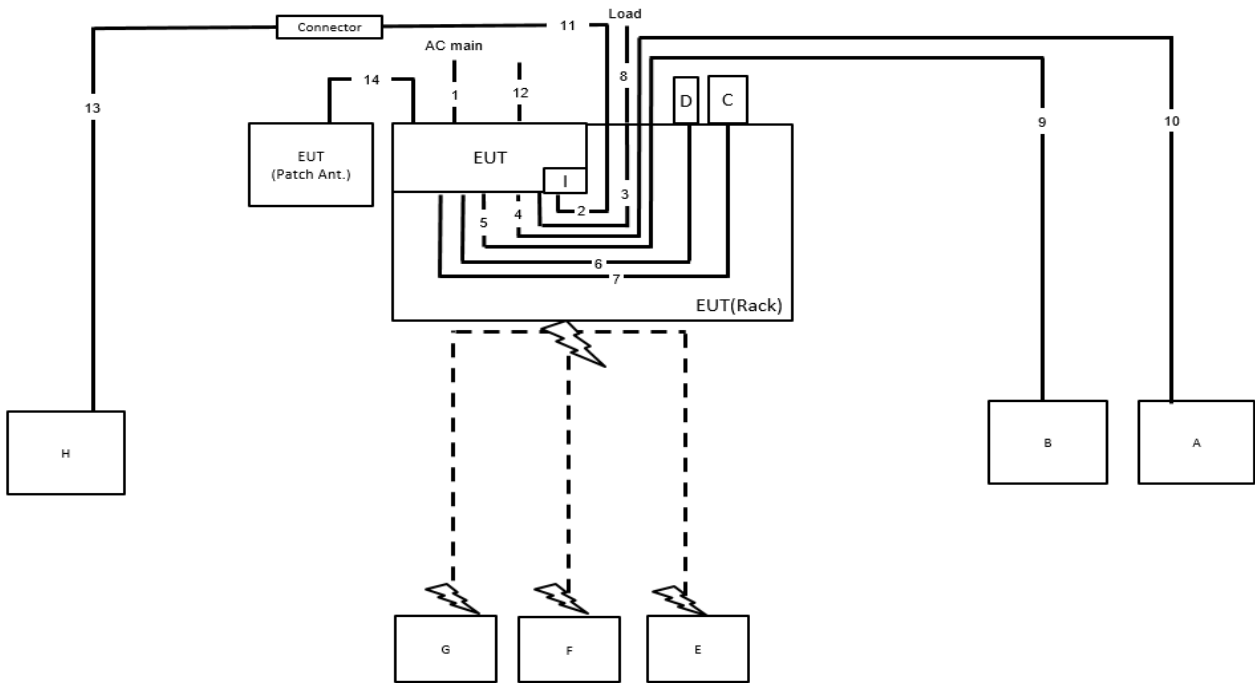 Load
Connector
11
AC main
14
8
13
1
12
D
C
9
10
EUT
(Patch Ant.)
EUT
I
3
2
5
4
6
7
EUT(Rack)
H
B
A
G
F
E